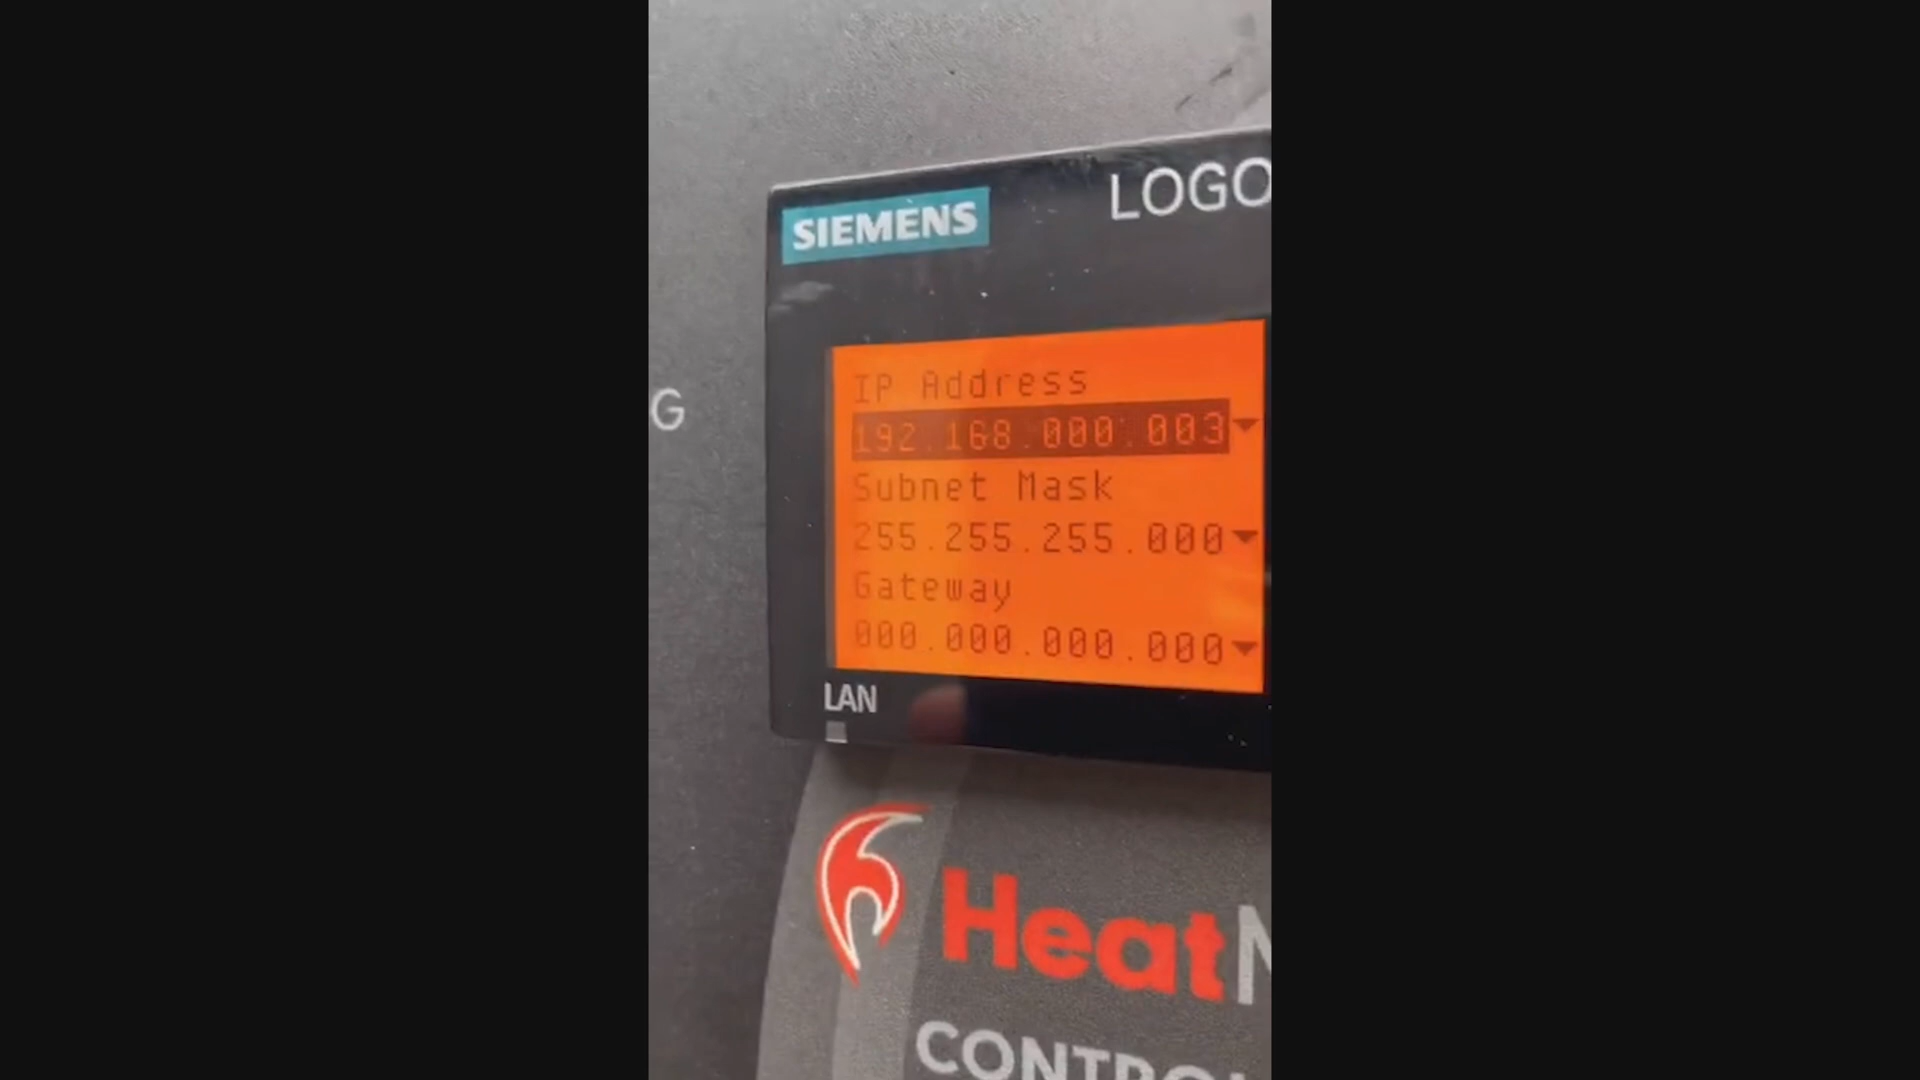 LOGO
SIEMENS
IP Address
192.168.000.003
Subnet Mask
255.255.255.000
Gateway
000.000.000.000
G
LAN
Heat
CONTRO